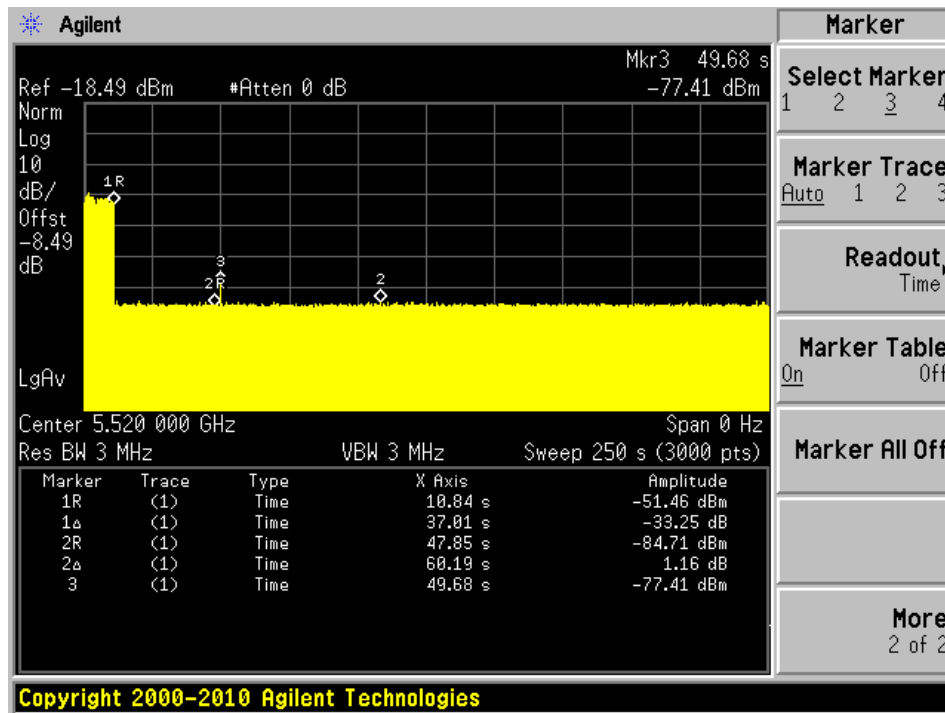 Agilent
Marker
Mkr3 49.68 s
Ref -18.49 dBm #Atten 0 dB -77.41 dBm
Norm
Log
10
dB/
Offst
-8.49
dB
1R
3
2R
2
LgAv
Center 5.520 000 GHz Span 0 Hz
Res BW 3 MHz VBW 3 MHz Sweep 250 s (3000 pts)
Marker Trace Type X Axis Amplitude
1R (1) Time 10.84 s -51.46 dBm
1Δ (1) Time 37.01 s -33.25 dB
2R (1) Time 47.85 s -84.71 dBm
2Δ (1) Time 60.19 s 1.16 dB
3 (1) Time 49.68 s -77.41 dBm
Select Marker
1 2 3 4
Marker Trace
Auto 1 2 3
Readout,
Time
Marker Table
On Off
Marker All Off
More
2 of 2
Copyright 2000-2010 Agilent Technologies